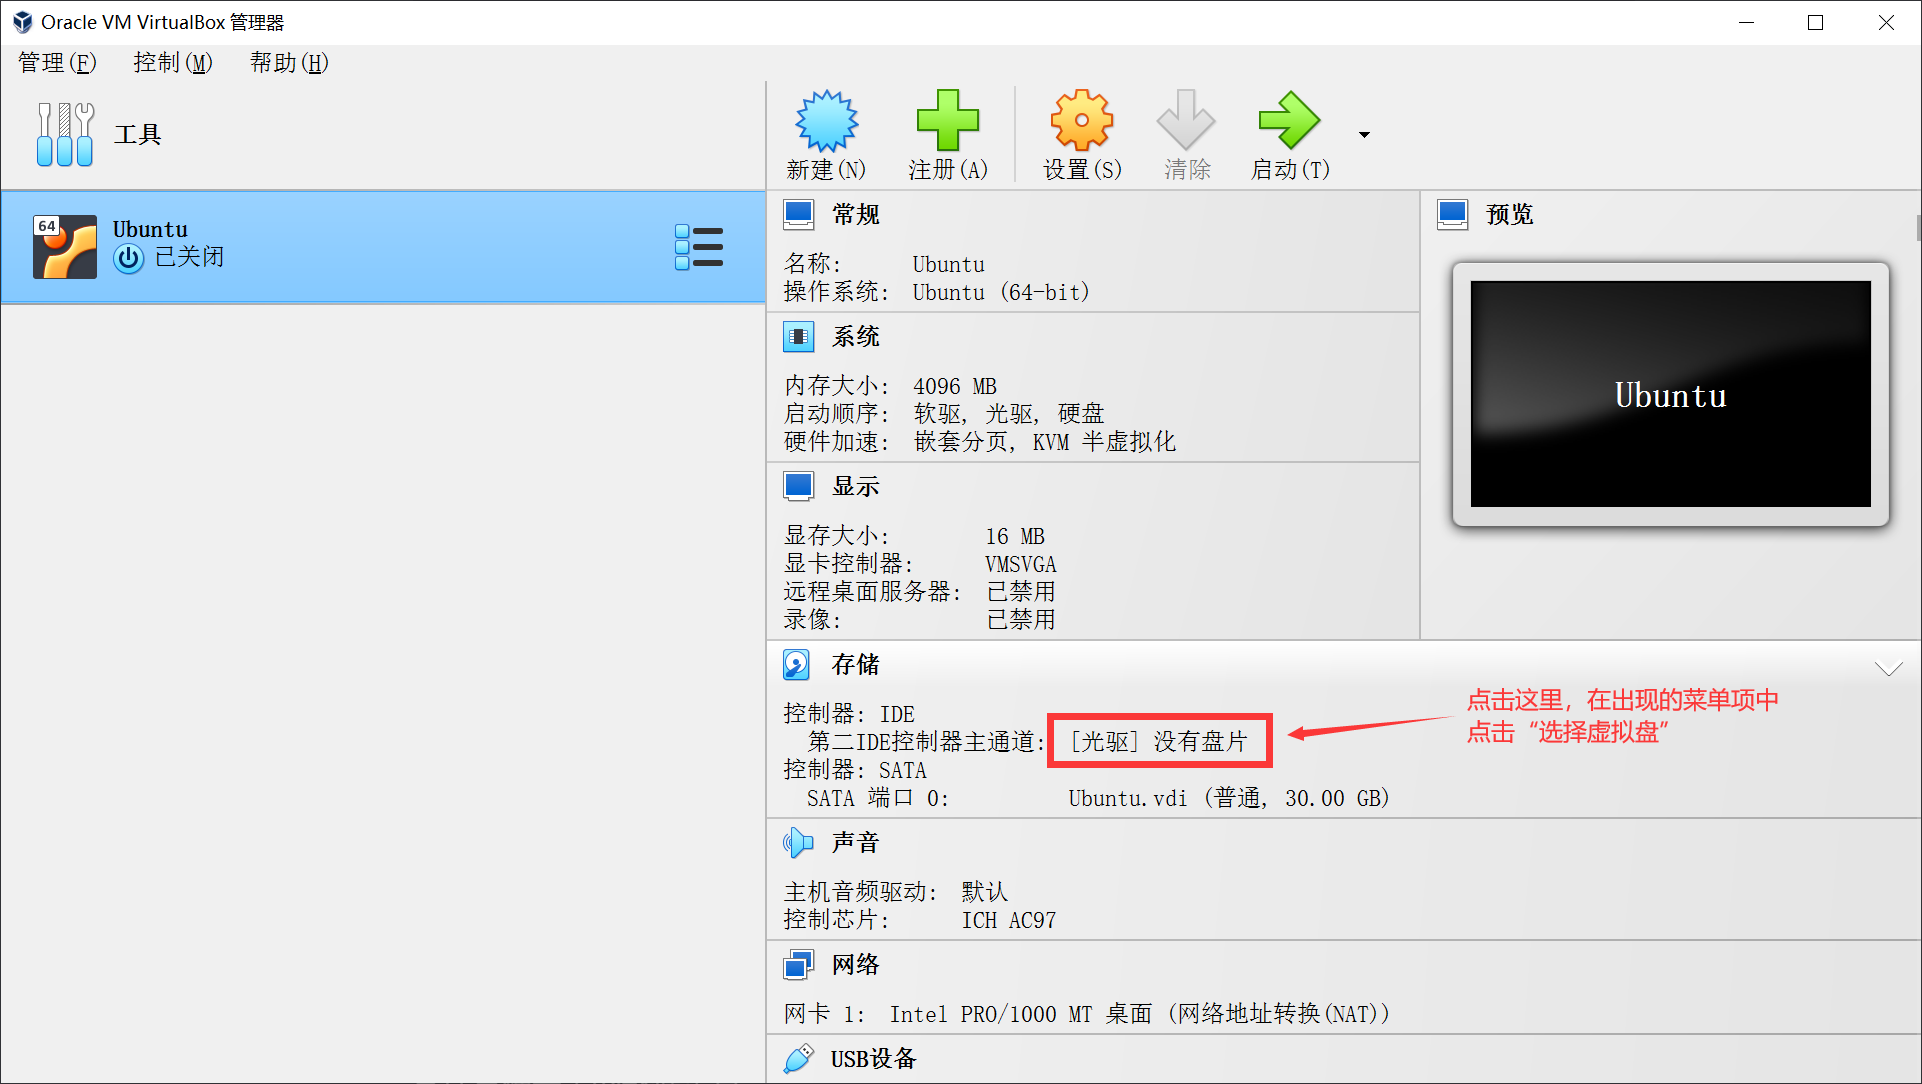 Oracle VM VirtualBox 管理器
管理(F) 控制(M) 帮助(H)
工具
新建(N) 注册(A) 设置(S) 清除 启动(T)
64
Ubuntu
已关闭
常规
名称: Ubuntu
操作系统: Ubuntu (64-bit)
系统
内存大小: 4096 MB
启动顺序: 软驱, 光驱, 硬盘
硬件加速: 嵌套分页, KVM 半虚拟化
显示
显存大小: 16 MB
显卡控制器: VMSVGA
远程桌面服务器: 已禁用
录像: 已禁用
预览
Ubuntu
存储
控制器: IDE
第二IDE控制器主通道: [光驱] 没有盘片
控制器: SATA
SATA 端口 0: Ubuntu.vdi (普通, 30.00 GB)
点击这里，在出现的菜单项中
点击“选择虚拟盘”
声音
主机音频驱动: 默认
控制芯片: ICH AC97
网络
网卡 1: Intel PRO/1000 MT 桌面 (网络地址转换(NAT))
USB设备